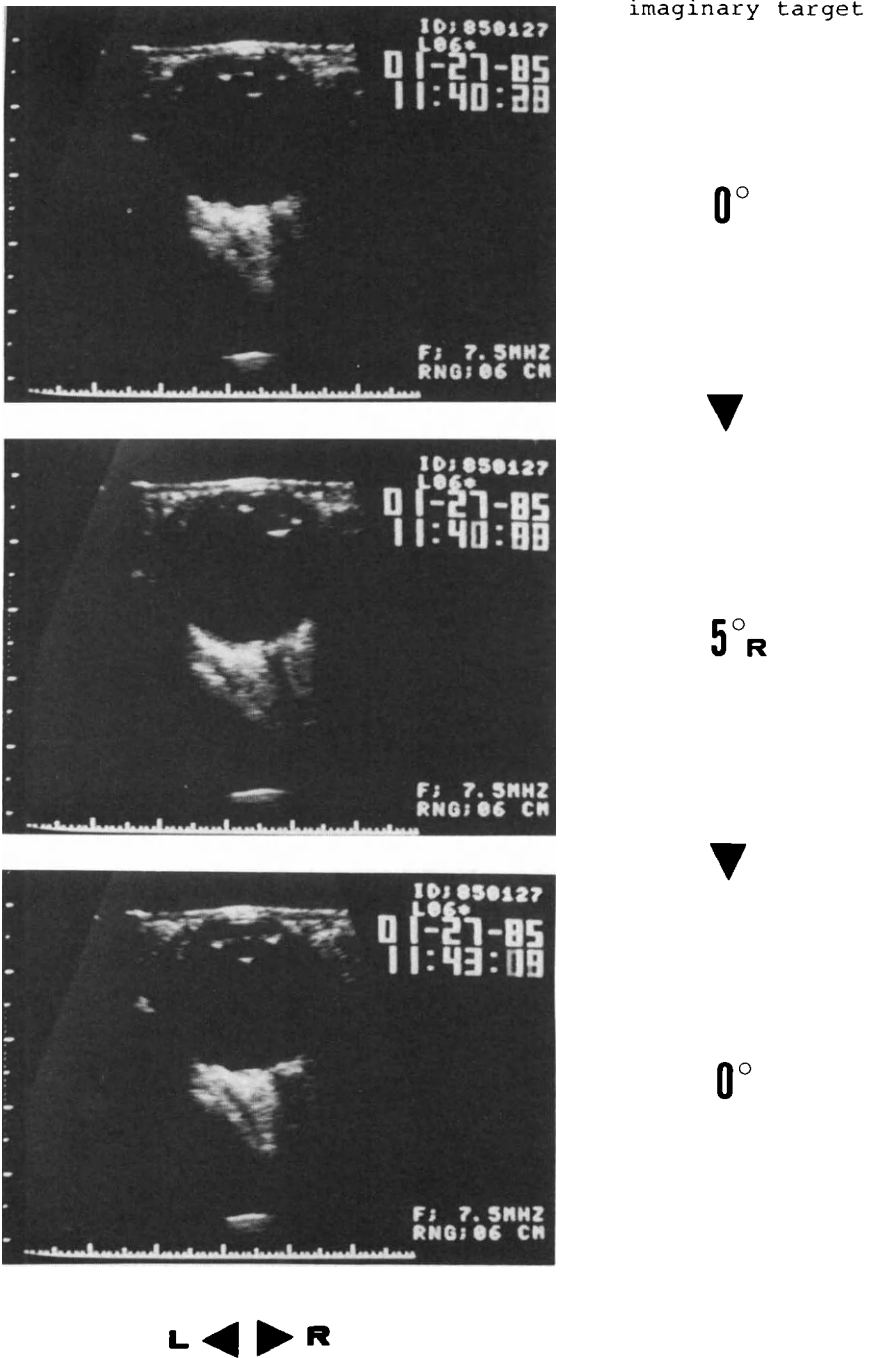 imaginary target
ID;850127
L06*
01-27-85
11:40:28
0°
F; 7.5MHZ
RNG;06 CM
ID;850127
L06*
01-27-85
11:40:88
5°R
F; 7.5MHZ
RNG;06 CM
ID;850127
L06*
01-27-85
11:43:09
0°
F; 7.5MHZ
RNG;06 CM
L R